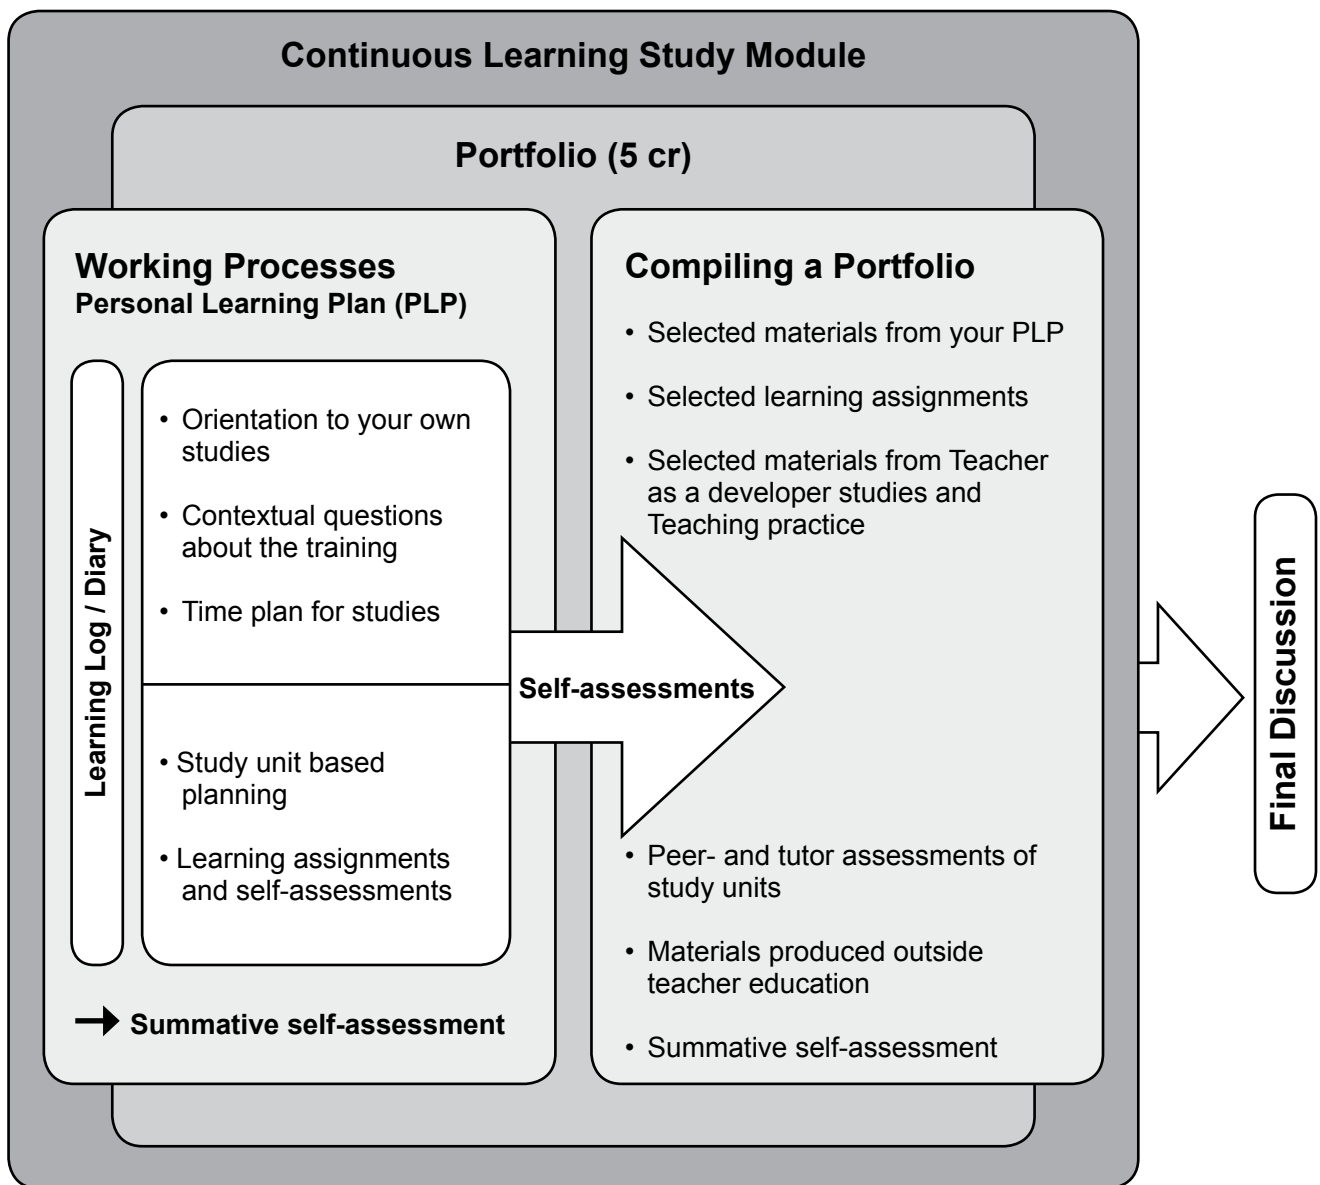 Continuous Learning Study Module
Portfolio (5 cr)
Working Processes
Personal Learning Plan (PLP)
Learning Log / Diary
• Orientation to your own
studies
• Contextual questions
about the training
• Time plan for studies
• Study unit based
planning
• Learning assignments
and self-assessments
Summative self-assessment
Self-assessments
Compiling a Portfolio
• Selected materials from your PLP
• Selected learning assignments
• Selected materials from Teacher
as a developer studies and
Teaching practice
• Peer- and tutor assessments of
study units
• Materials produced outside
teacher education
• Summative self-assessment
Final Discussion